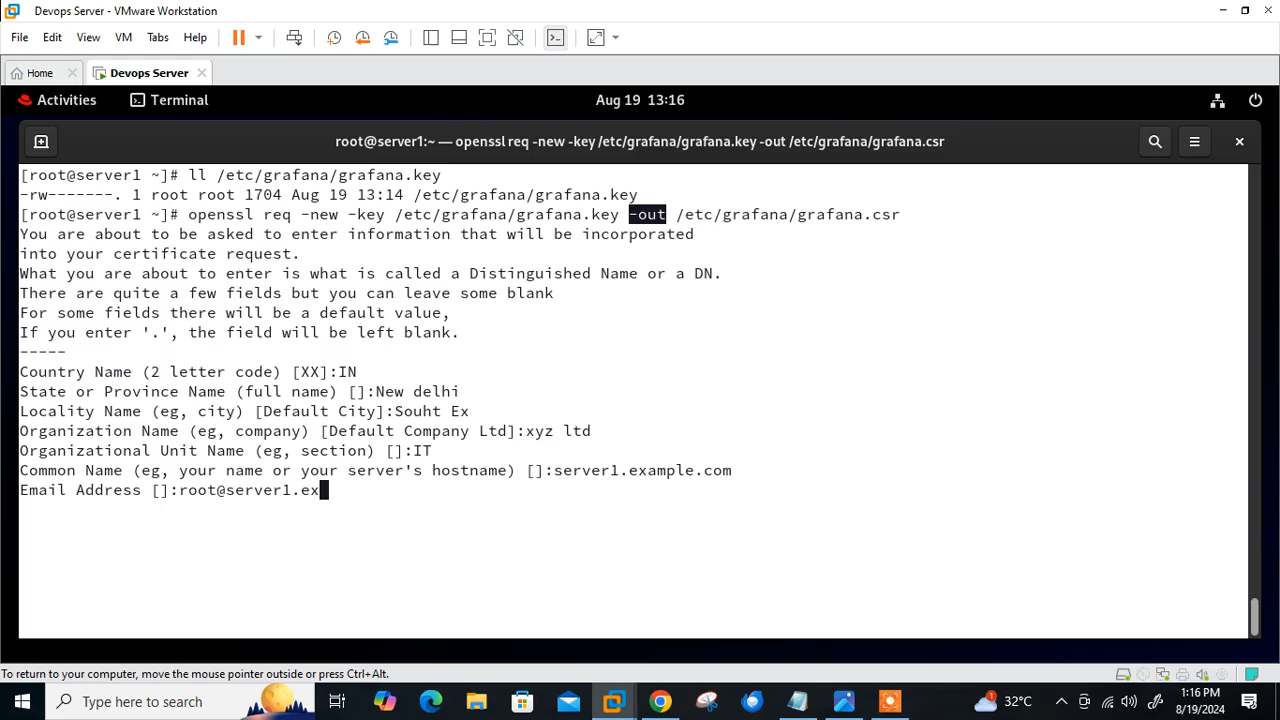 Devops Server - VMware Workstation
File Edit View VM Tabs Help
Home Devops Server
Activities Terminal Aug 19 13:16
root@server1:~ — openssl req -new -key /etc/grafana/grafana.key -out /etc/grafana/grafana.csr
[root@server1 ~]# ll /etc/grafana/grafana.key
-rw-------. 1 root root 1704 Aug 19 13:14 /etc/grafana/grafana.key
[root@server1 ~]# openssl req -new -key /etc/grafana/grafana.key -out /etc/grafana/grafana.csr
You are about to be asked to enter information that will be incorporated
into your certificate request.
What you are about to enter is what is called a Distinguished Name or a DN.
There are quite a few fields but you can leave some blank
For some fields there will be a default value,
If you enter '.', the field will be left blank.
-----
Country Name (2 letter code) [XX]:IN
State or Province Name (full name) []:New delhi
Locality Name (eg, city) [Default City]:Souht Ex
Organization Name (eg, company) [Default Company Ltd]:xyz ltd
Organizational Unit Name (eg, section) []:IT
Common Name (eg, your name or your server's hostname) []:server1.example.com
Email Address []:root@server1.ex
To return to your computer, move the mouse pointer outside or press Ctrl+Alt.
Type here to search 1 32°C 1:16 PM
8/19/2024